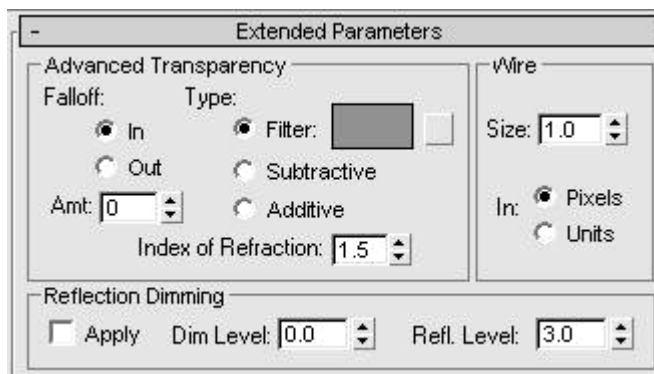 - Extended Parameters
Advanced Transparency
Falloff: Type:
In
Filter:
Out
Subtractive
Amt: 0
Additive
Index of Refraction: 1.5
Wire
Size: 1.0
In: Pixels
Units
Reflection Dimming
Apply Dim Level: 0.0 Refl. Level: 3.0